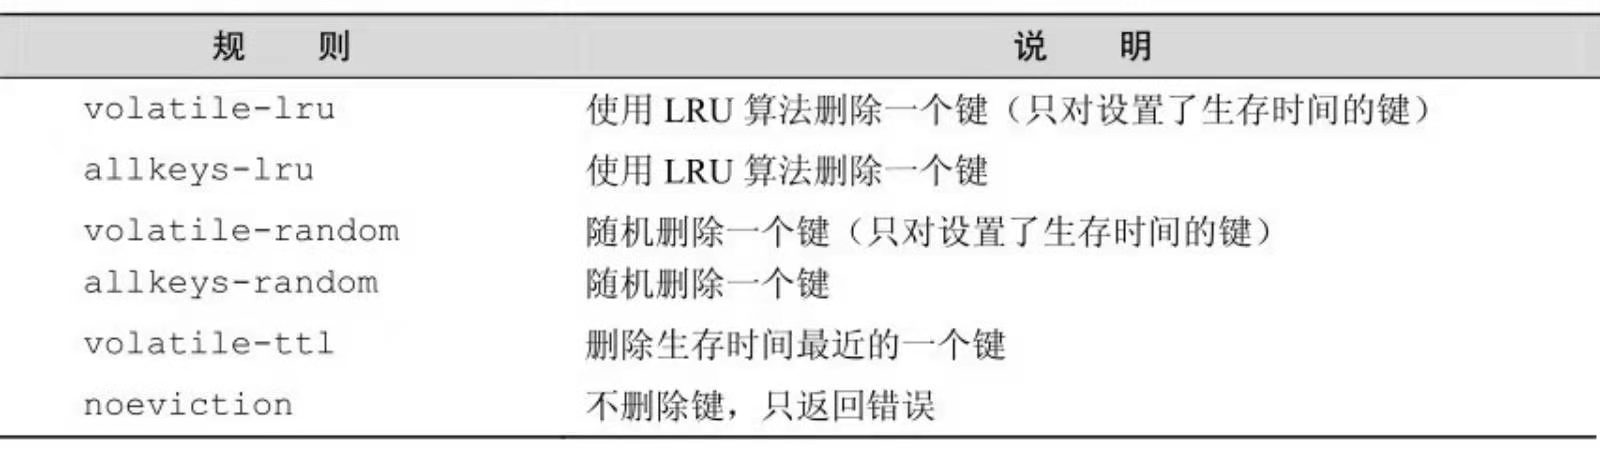 规 则 说 明
volatile-lru 使用 LRU 算法删除一个键（只对设置了生存时间的键）
allkeys-lru 使用 LRU 算法删除一个键
volatile-random 随机删除一个键（只对设置了生存时间的键）
allkeys-random 随机删除一个键
volatile-ttl 删除生存时间最近的一个键
noeviction 不删除键，只返回错误